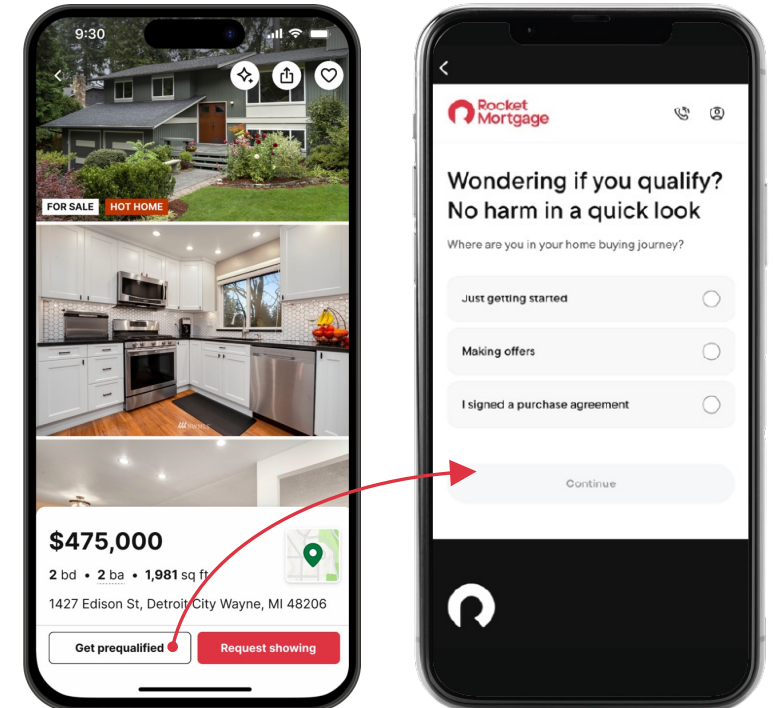 9:30
FOR SALE
HOT HOME
NWMLS
$475,000
2 bd • 2 ba • 1,981 sq ft
1427 Edison St, Detroit City Wayne, MI 48206
Get prequalified
Request showing
Rocket
Mortgage
Wondering if you qualify?
No harm in a quick look
Where are you in your home buying journey?
Just getting started
Making offers
I signed a purchase agreement
Continue